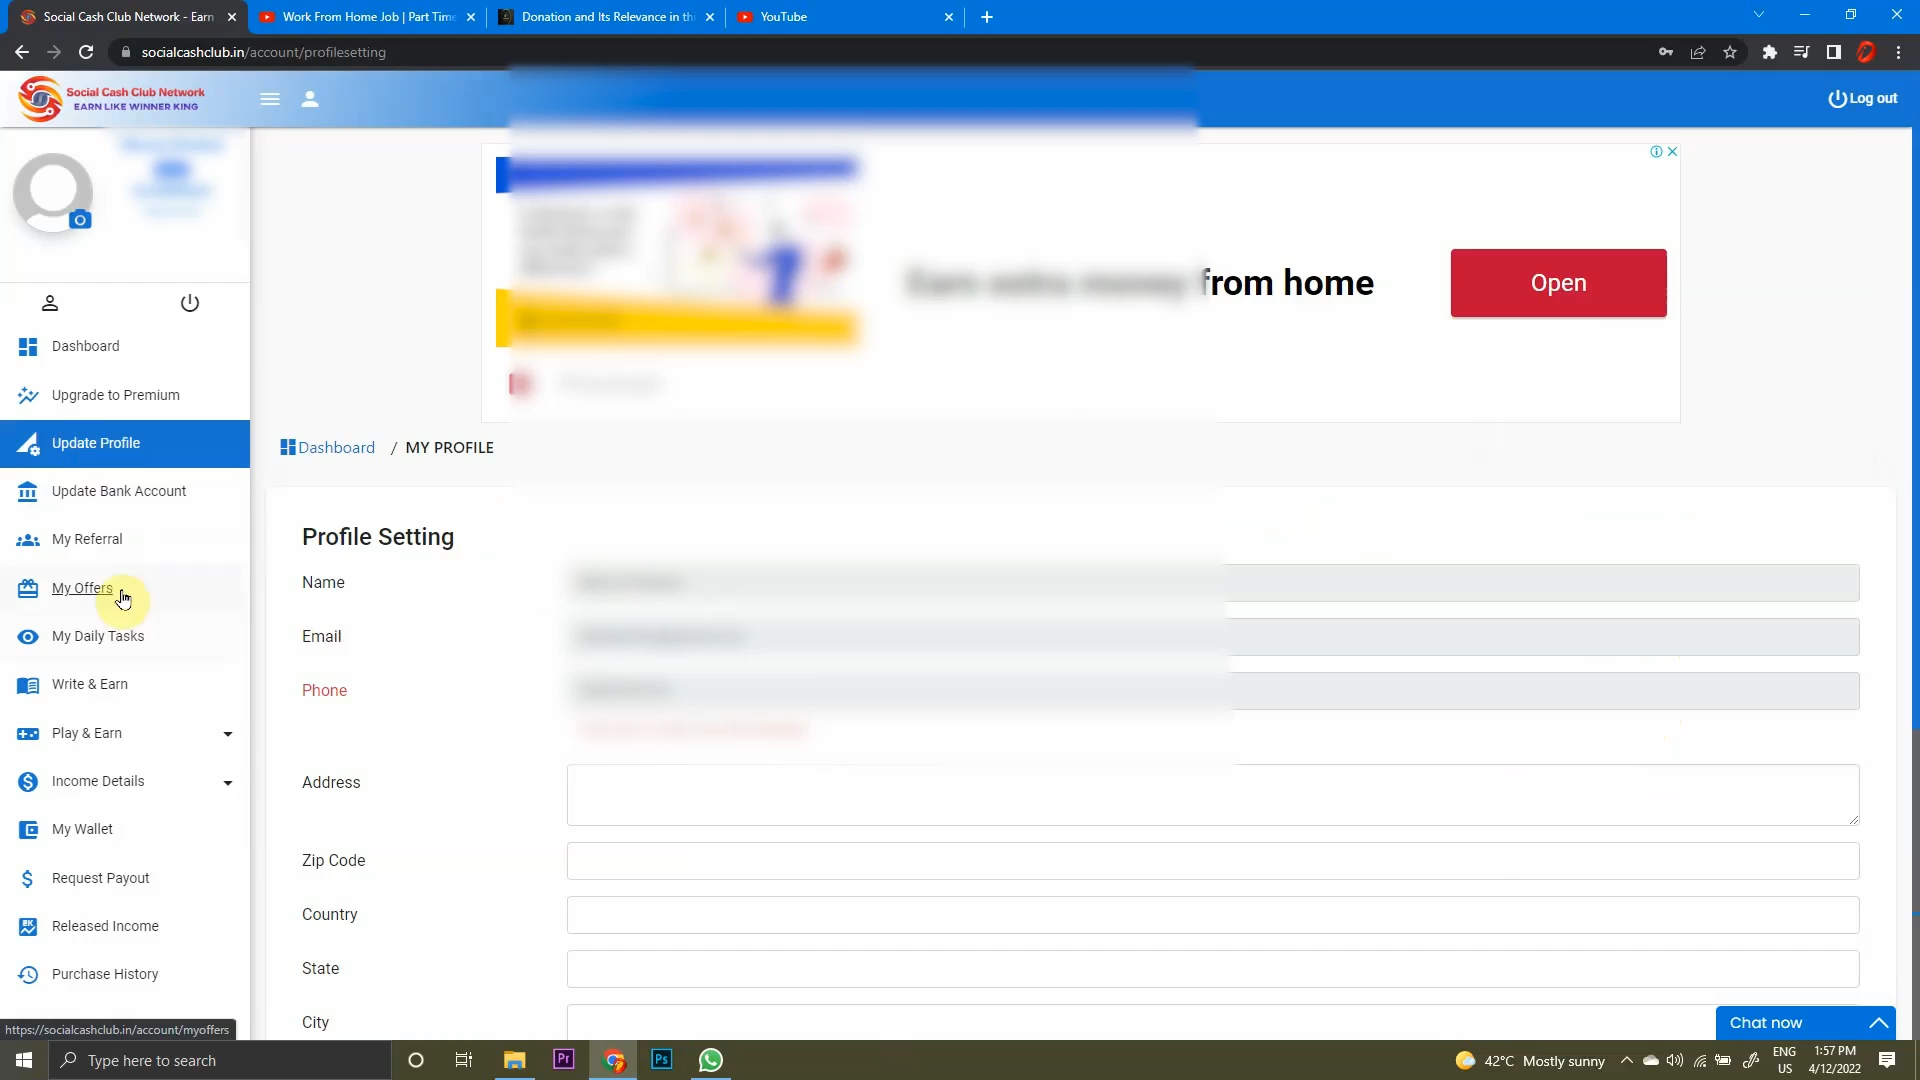 Social Cash Club Network - Earn
Work From Home Job | Part Time
Donation and Its Relevance in thi
YouTube
socialcashclub.in/account/profilesetting
Social Cash Club Network
EARN LIKE WINNER KING
Log out
from home
Open
Dashboard
Upgrade to Premium
Update Profile
Dashboard / MY PROFILE
Update Bank Account
My Referral
Profile Setting
My Offers
Name
My Daily Tasks
Email
Write & Earn
Phone
Play & Earn
Income Details
Address
My Wallet
Zip Code
Request Payout
Country
Released Income
State
Purchase History
City
https://socialcashclub.in/account/myoffers
Chat now
Type here to search
Pr
Ps
42°C Mostly sunny
ENG
US
1:57 PM
4/12/2022